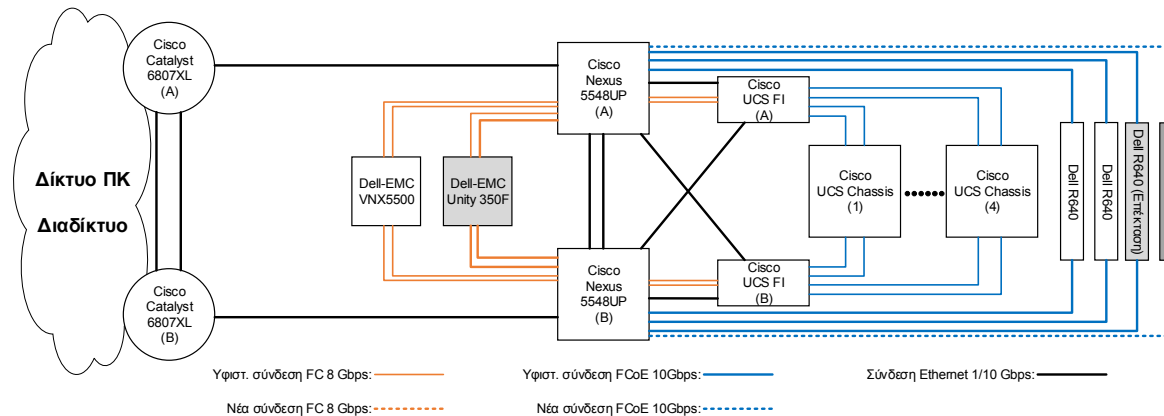 Δίκτυο ΠΚ
Διαδίκτυο
Cisco
Catalyst
6807XL
(A)
Cisco
Catalyst
6807XL
(B)
Dell-EMC
VNX5500
Dell-EMC
Unity 350F
Cisco
Nexus
5548UP
(A)
Cisco
Nexus
5548UP
(B)
Cisco
UCS FI
(A)
Cisco
UCS FI
(B)
Cisco
UCS Chassis
(1)
Cisco
UCS Chassis
(4)
Dell R640
Dell R640
Dell R640 (Επέκταση)
Υφιστ. σύνδεση FC 8 Gbps:
Υφιστ. σύνδεση FCoE 10Gbps:
Σύνδεση Ethernet 1/10 Gbps:
Νέα σύνδεση FC 8 Gbps:
Νέα σύνδεση FCoE 10Gbps: